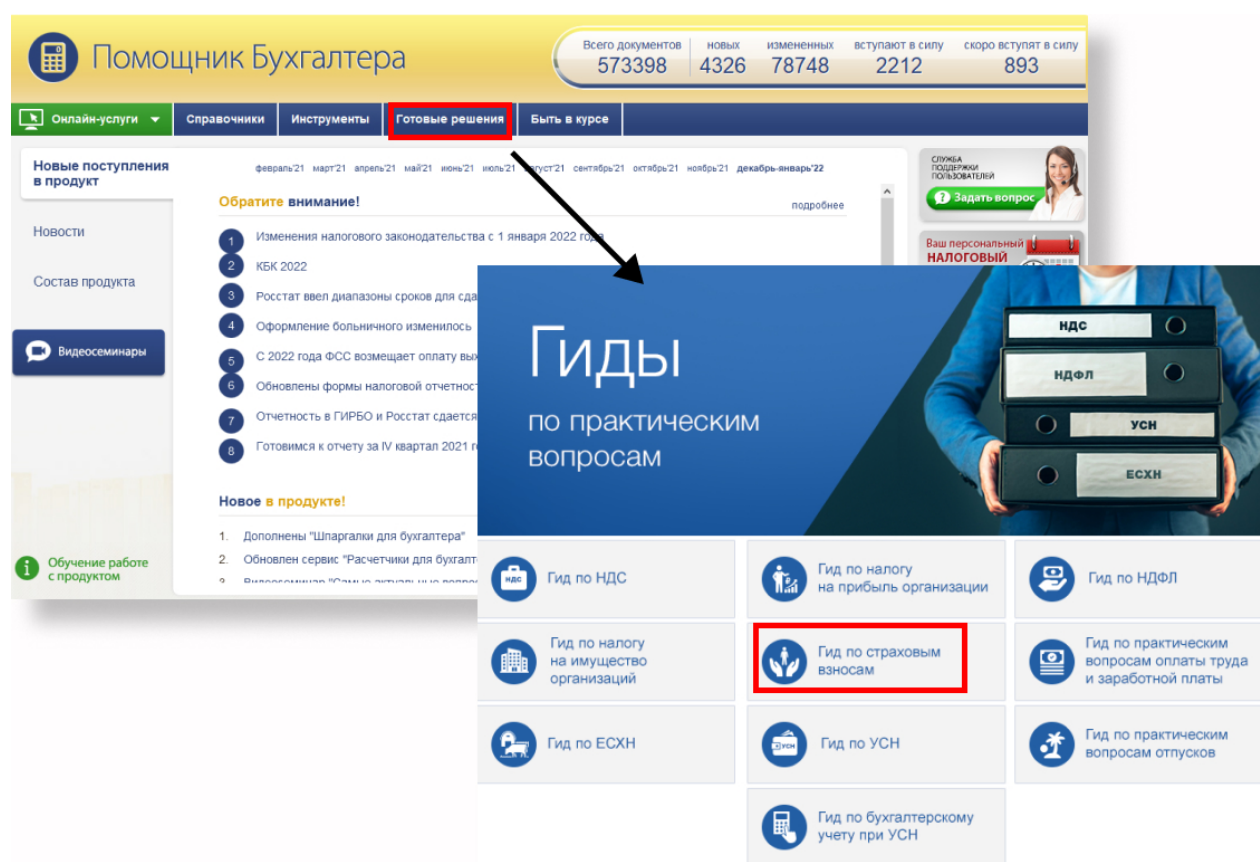 Помощник Бухгалтера
Всего документов новых измененных вступают в силу скоро вступят в силу
573398 4326 78748 2212 893
Онлайн-услуги Справочники Инструменты Готовые решения Быть в курсе
Новые поступления
в продукт
Новости
Состав продукта
Видеосеминары
Обучение работе
с продуктом
февраль'21 март'21 апрель'21 май'21 июнь'21 июль'21 август'21 сентябрь'21 октябрь'21 ноябрь'21 декабрь-январь'22
Обратите внимание!
подробнее
1 Изменения налогового законодательства с 1 января 2022 года
2 КБК 2022
3 Росстат ввел диапазоны сроков для сда
4 Оформление больничного изменилось
5 С 2022 года ФСС возмещает оплату вых
6 Обновлены формы налоговой отчетност
7 Отчетность в ГИРБО и Росстат сдается
8 Готовимся к отчету за IV квартал 2021 г
Новое в продукте!
1. Дополнены "Шпаргалки для бухгалтера"
2. Обновлен сервис "Расчетчики для бухгалт
СЛУЖБА
ПОДДЕРЖКИ
ПОЛЬЗОВАТЕЛЕЙ
Задать вопрос
Ваш персональный
НАЛОГОВЫЙ
Гиды
по практическим
вопросам
НДС
НДФЛ
УСН
ЕСХН
НДС
Гид по НДС
Гид по налогу
на прибыль организации
Гид по НДФЛ
Гид по налогу
на имущество
организаций
Гид по страховым
взносам
Гид по практическим
вопросам оплаты труда
и заработной платы
Гид по ЕСХН
УСН
Гид по УСН
Гид по практическим
вопросам отпусков
Гид по бухгалтерскому
учету при УСН